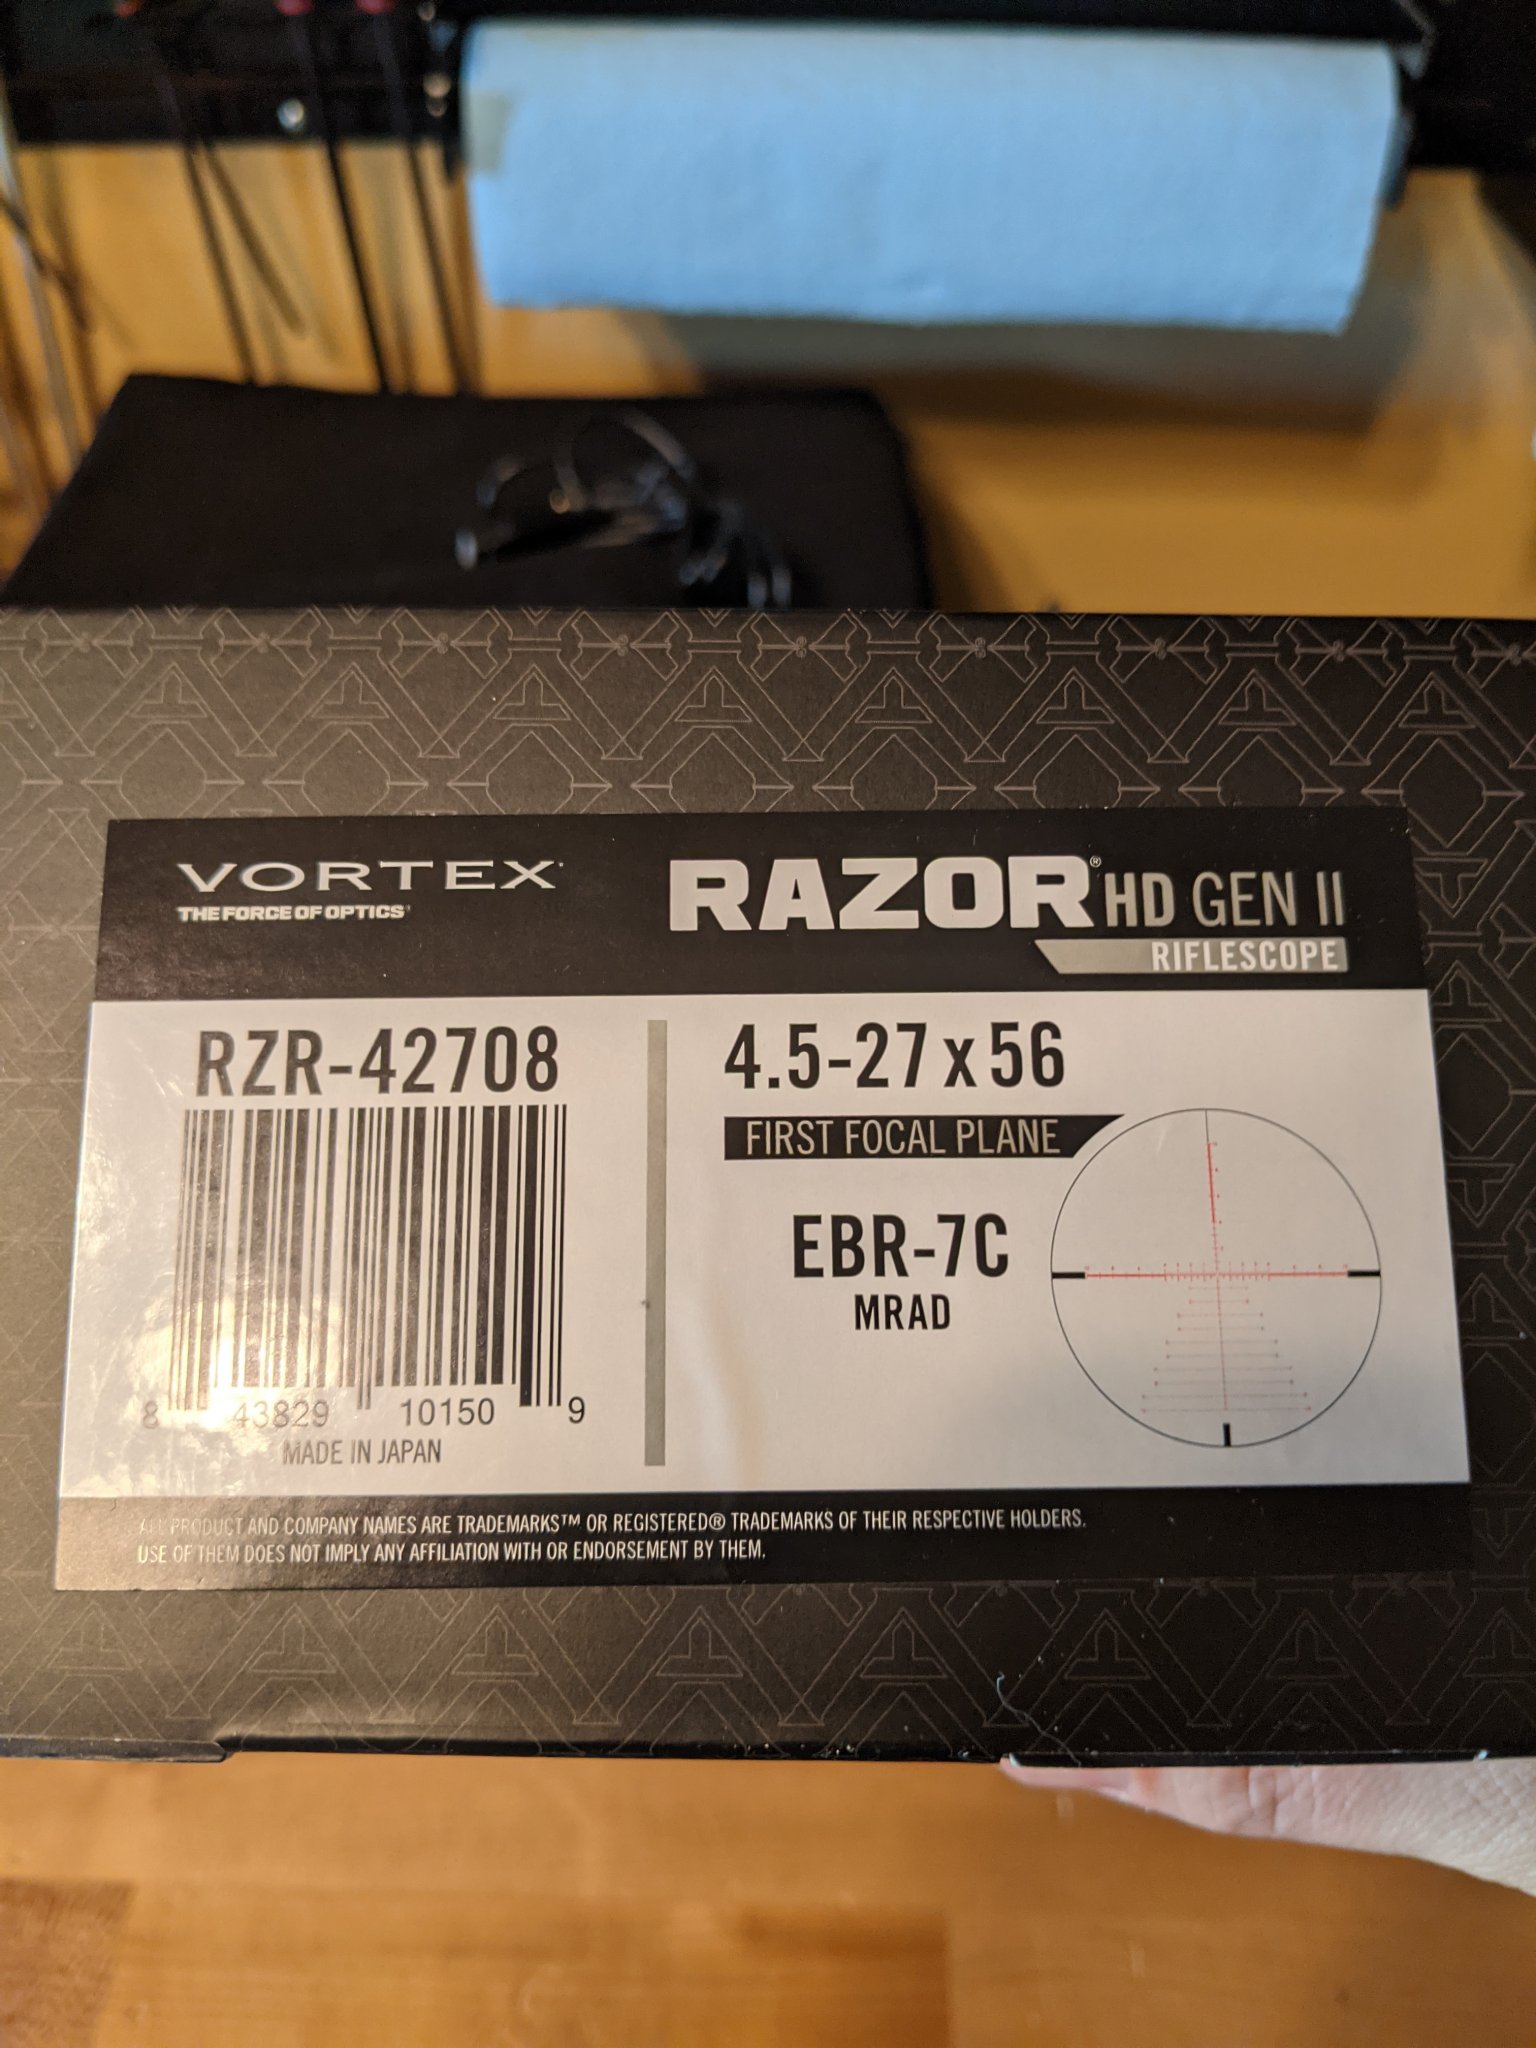 VORTEX®
THE FORCE OF OPTICS®
RAZOR® HD GEN II
RIFLESCOPE
RZR-42708
8 43829 10150 9
MADE IN JAPAN
4.5-27 x 56
FIRST FOCAL PLANE
EBR-7C
MRAD
ALL PRODUCT AND COMPANY NAMES ARE TRADEMARKS™ OR REGISTERED® TRADEMARKS OF THEIR RESPECTIVE HOLDERS.
USE OF THEM DOES NOT IMPLY ANY AFFILIATION WITH OR ENDORSEMENT BY THEM.